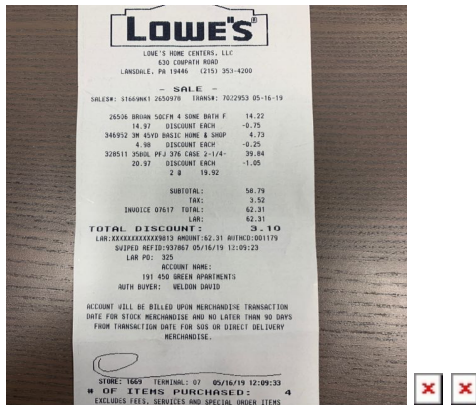 LOWE'S
LOWE'S HOME CENTERS, LLC
630 COWPATH ROAD
LANSDALE, PA 19446 (215) 353-4200
- SALE -
SALES#: S1669NK1 2650978 TRANS#: 7022953 05-16-19
26506 BROAN 50CFM 4 SONE BATH F 14.22
14.97 DISCOUNT EACH -0.75
346952 3M 45YD BASIC HOME & SHOP 4.73
4.98 DISCOUNT EACH -0.25
328511 35BOL PFJ 376 CASE 2-1/4- 39.84
20.97 DISCOUNT EACH -1.05
2 @ 19.92
SUBTOTAL: 58.79
TAX: 3.52
INVOICE 07617 TOTAL: 62.31
LAR: 62.31
TOTAL DISCOUNT: 3.10
LAR:XXXXXXXXXXXX9813 AMOUNT:62.31 AUTHCD:001179
SWIPED REFID:937867 05/16/19 12:09:23
LAR PO: 325
ACCOUNT NAME:
191 450 GREEN APARTMENTS
AUTH BUYER: WELDON DAVID
ACCOUNT WILL BE BILLED UPON MERCHANDISE TRANSACTION
DATE FOR STOCK MERCHANDISE AND NO LATER THAN 90 DAYS
FROM TRANSACTION DATE FOR SOS OR DIRECT DELIVERY
MERCHANDISE.
STORE: 1669 TERMINAL: 07 05/16/19 12:09:33
# OF ITEMS PURCHASED: 4
EXCLUDES FEES, SERVICES AND SPECIAL ORDER ITEMS